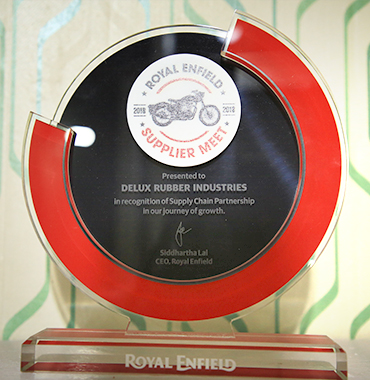 ROYAL ENFIELD
2018 2018
SUPPLIER MEET
Presented to
DELUX RUBBER INDUSTRIES
in recognition of Supply Chain Partnership
in our journey of growth.
Siddhartha Lal
CEO, Royal Enfield
ROYAL ENFIELD